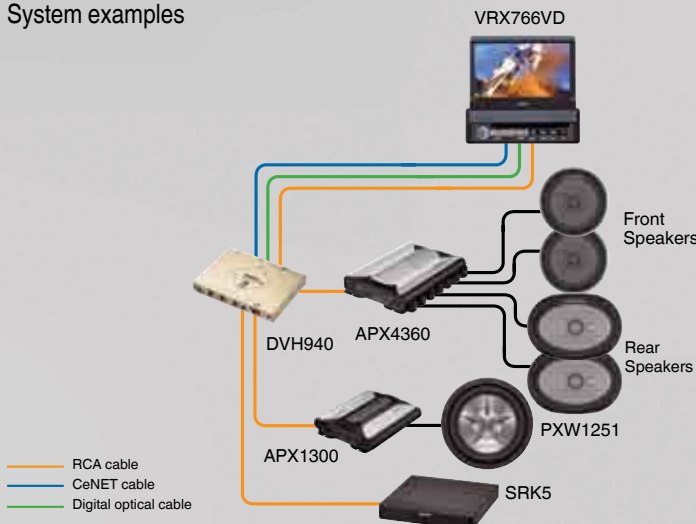 System examples
VRX766VD
Front
Speakers
DVH940
APX4360
Rear
Speakers
PXW1251
APX1300
SRK5
RCA cable
CeNET cable
Digital optical cable